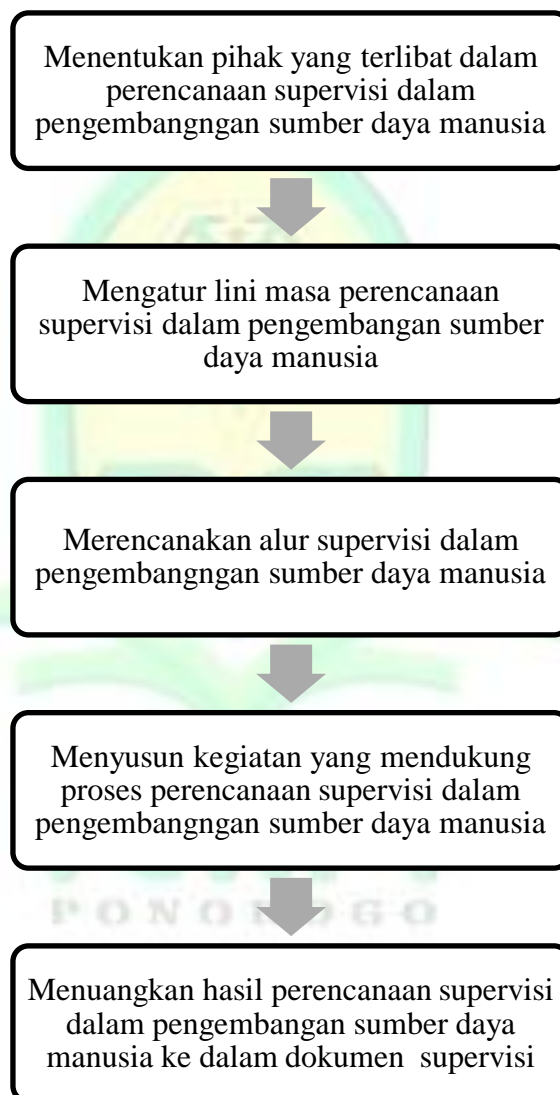 Menentukan pihak yang terlibat dalam
perencanaan supervisi dalam
pengembangngan sumber daya manusia
Mengatur lini masa perencanaan
supervisi dalam pengembangan sumber
daya manusia
Merencanakan alur supervisi dalam
pengembangngan sumber daya manusia
Menyusun kegiatan yang mendukung
proses perencanaan supervisi dalam
pengembangngan sumber daya manusia
PONOROGO
Menuangkan hasil perencanaan supervisi
dalam pengembangan sumber daya
manusia ke dalam dokumen supervisi